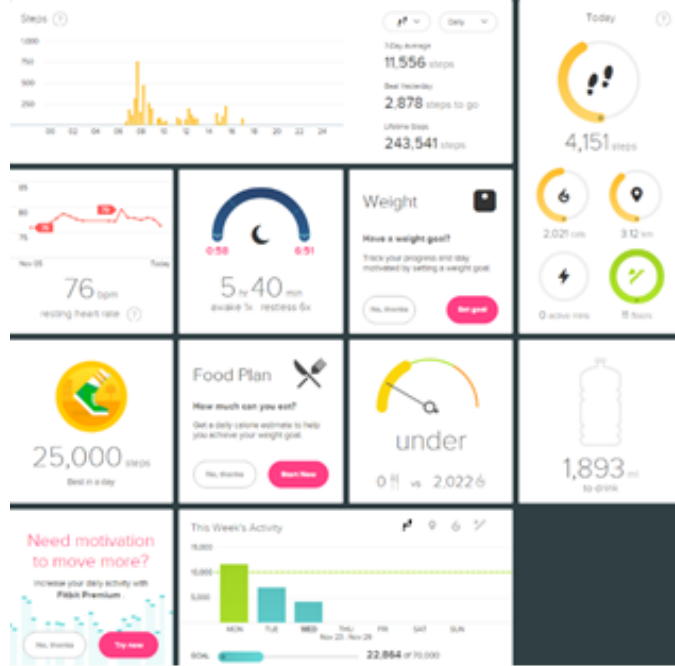 Steps
Daily
1,000
750
500
250
00 02 04 06 08 10 12 14 16 18 20 22 24
7-Day Average
11,556 steps
Beat Yesterday
2,878 steps to go
Lifetime Steps
243,541 steps
Today
4,151 steps
2,021 cals
3.12 km
0 active mins
11 floors
85
80
75
76
Nov 05
Today
76 bpm
resting heart rate
0:58
6:51
5 hr 40 min
awake 1x restless 6x
Weight
Have a weight goal?
Track your progress and stay
motivated by setting a weight goal.
No, thanks
Set goal
25,000 steps
Best in a day
Food Plan
How much can you eat?
Get a daily calorie estimate to help
you achieve your weight goal.
No, thanks
Start Now
under
0 vs 2,022
1,893 ml
to drink
Need motivation
to move more?
Increase your daily activity with
Fitbit Premium
No, thanks
Try now
This Week's Activity
15,000
10,000
5,000
MON TUE WED THU FRI SAT SUN
Nov 23 - Nov 29
GOAL
22,864 of 70,000